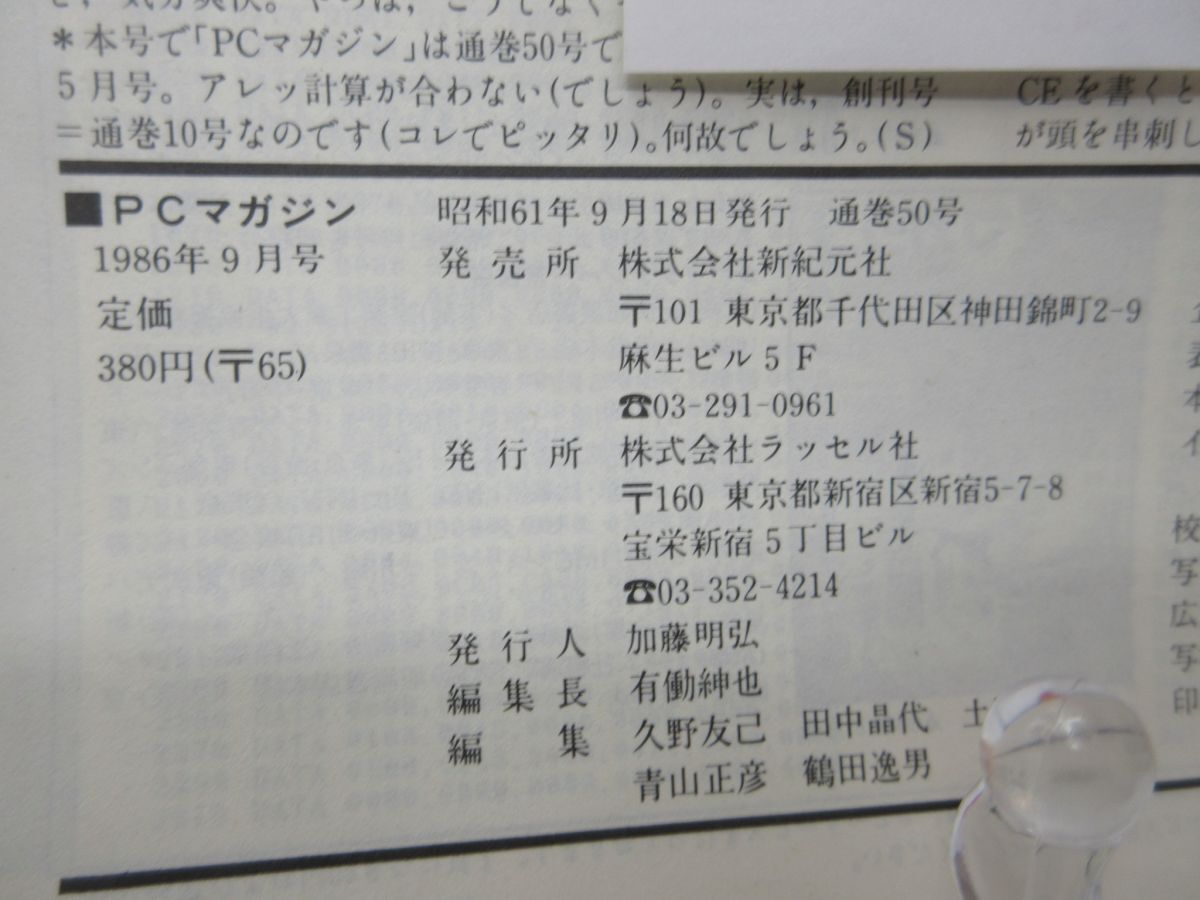 *本号で「PCマガジン」は通巻50号で
5月号。アレッ計算が合わない(でしょう)。実は,創刊号
=通巻10号なのです(コレでピッタリ)。何故でしょう。(S)
CEを書くと
が頭を串刺し
■PCマガジン 昭和61年9月18日発行 通巻50号
1986年9月号
定価
380円(〒65)
発売所 株式会社新紀元社
〒101 東京都千代田区神田錦町2-9
麻生ビル5F
☎03-291-0961
発行所 株式会社ラッセル社
〒160 東京都新宿区新宿5-7-8
宝栄新宿5丁目ビル
☎03-352-4214
発行人 加藤明弘
編集長 有働紳也
編集 久野友己 田中晶代 土
青山正彦 鶴田逸男
校
写
広
写
印